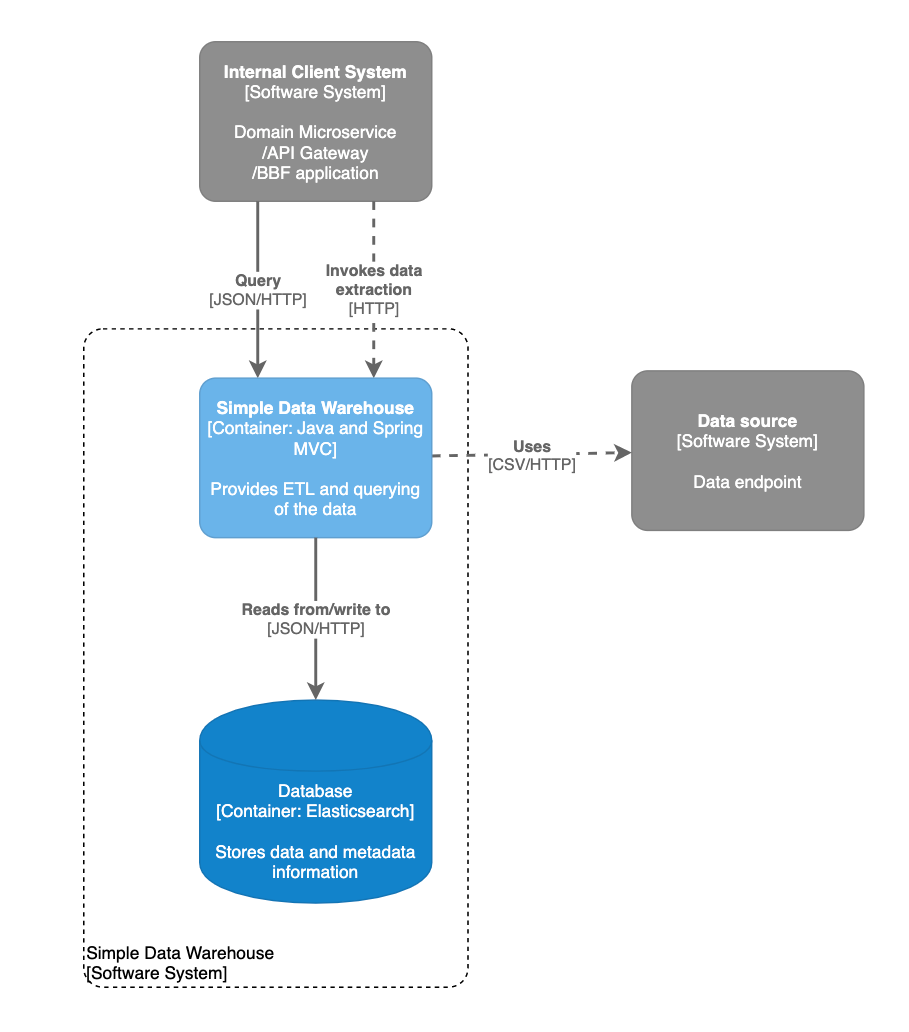 Internal Client System
[Software System]
Domain Microservice
/API Gateway
/BBF application
Query
[JSON/HTTP]
Invokes data
extraction
[HTTP]
Simple Data Warehouse
[Container: Java and Spring
MVC]
Provides ETL and querying
of the data
Uses
[CSV/HTTP]
Data source
[Software System]
Data endpoint
Reads from/write to
[JSON/HTTP]
Database
[Container: Elasticsearch]
Stores data and metadata
information
Simple Data Warehouse
[Software System]